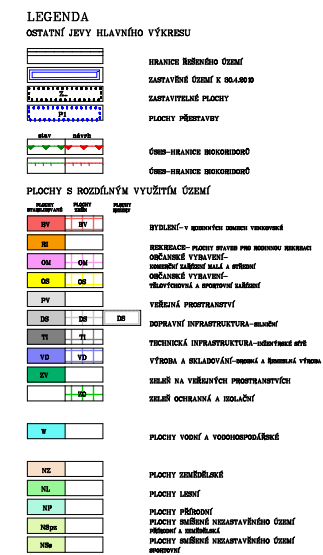 LEGENDA
OSTATNÍ JEVY HLAVNÍHO VÝKRESU
HRANICE ŘEŠENÉHO ÚZEMÍ
ZASTAVĚNÉ ÚZEMÍ K 30.4.2010
Z..
ZASTAVITELNÉ PLOCHY
P1
PLOCHY PŘESTAVBY
stav návrh
ÚSES-HRANICE BIOKORIDORŮ
ÚSES-HRANICE BIOKORIDORŮ
PLOCHY S ROZDÍLNÝM VYUŽITÍM ÚZEMÍ
PLOCHY STABILIZOVANÉ
PLOCHY ZMĚN
PLOCHY REZERV
BV BV
BYDLENÍ-V RODINNÝCH DOMECH VENKOVSKÉ
RI
REKREACE- PLOCHY STAVEB PRO RODINNOU REKREACI
OM OM
OBČANSKÉ VYBAVENÍ-
KOMERČNÍ ZAŘÍZENÍ MALÁ A STŘEDNÍ
OS OS
OBČANSKÉ VYBAVENÍ-
TĚLOVÝCHOVNÁ A SPORTOVNÍ ZAŘÍZENÍ
PV
VEŘEJNÁ PROSTRANSTVÍ
DS DS DS
DOPRAVNÍ INFRASTRUKTURA-SILNIČNÍ
TI TI
TECHNICKÁ INFRASTRUKTURA-INŽENÝRSKÉ SÍTĚ
VD VD
VÝROBA A SKLADOVÁNÍ-DROBNÁ A ŘEMESLNÁ VÝROBA
ZV
ZELEŇ NA VEŘEJNÝCH PROSTRANSTVÍCH
ZO
ZELEŇ OCHRANNÁ A IZOLAČNÍ
W
PLOCHY VODNÍ A VODOHOSPODÁŘSKÉ
NZ
PLOCHY ZEMĚDĚLSKÉ
NL
PLOCHY LESNÍ
NP
PLOCHY PŘÍRODNÍ
NSpz
PLOCHY SMÍŠENÉ NEZASTAVĚNÉHO ÚZEMÍ
PŘÍRODNÍ A ZEMĚDĚLSKÉ
NSs
PLOCHY SMÍŠENÉ NEZASTAVĚNÉHO ÚZEMÍ
SPORTOVNÍ